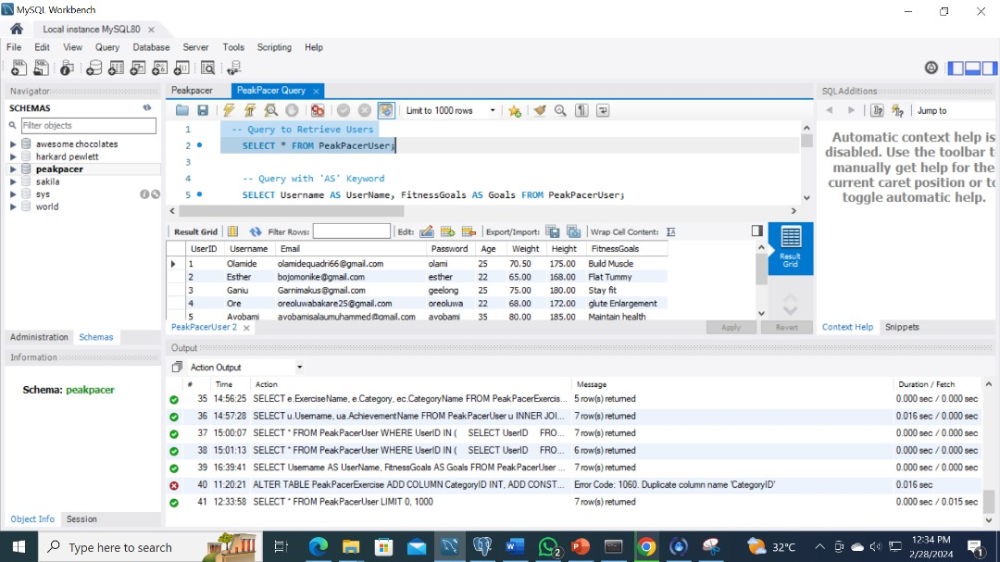 MySQL Workbench
Local instance MySQL80 ×
File Edit View Query Database Server Tools Scripting Help
Navigator
SCHEMAS
Filter objects
awesome chocolates
harkard pewlett
peakpacer
sakila
sys
world
Administration Schemas
Information
Schema: peakpacer
Object Info Session
Peakpacer PeakPacer Query ×
Limit to 1000 rows
1 -- Query to Retrieve Users
2 SELECT * FROM PeakPacerUser;
3
4 -- Query with 'AS' Keyword
5 SELECT Username AS UserName, FitnessGoals AS Goals FROM PeakPacerUser;
Result Grid Filter Rows: Edit: Export/Import: Wrap Cell Content:
UserID Username Email Password Age Weight Height FitnessGoals
1 Olamide olamidequadri66@gmail.com olami 25 70.50 175.00 Build Muscle
2 Esther bojomonike@gmail.com esther 22 65.00 168.00 Flat Tummy
3 Ganiu Garnimakus@gmail.com geelong 25 75.00 180.00 Stay fit
4 Ore oreoluwabakare25@gmail.com oreoluwa 22 68.00 172.00 glute Enlargement
5 Ayobami ayobamisalaumuhammed@gmail.com ayobami 35 80.00 185.00 Maintain health
Result Grid
PeakPacerUser 2 × Apply Revert
SQLAdditions
Jump to
Automatic context help is
disabled. Use the toolbar t
manually get help for the
current caret position or to
toggle automatic help.
Context Help Snippets
Output
Action Output
# Time Action Message Duration / Fetch
35 14:56:25 SELECT e.ExerciseName, e.Category, ec.CategoryName FROM PeakPacerExercis... 5 row(s) returned 0.000 sec / 0.000 sec
36 14:57:28 SELECT u.Username, ua.AchievementName FROM PeakPacerUser u INNER JOI... 7 row(s) returned 0.016 sec / 0.000 sec
37 15:00:07 SELECT * FROM PeakPacerUser WHERE UserID IN ( SELECT UserID FRO... 7 row(s) returned 0.000 sec / 0.000 sec
38 15:01:13 SELECT * FROM PeakPacerUser WHERE UserID IN ( SELECT UserID FRO... 6 row(s) returned 0.000 sec / 0.000 sec
39 16:39:41 SELECT Username AS UserName, FitnessGoals AS Goals FROM PeakPacerUser ... 7 row(s) returned 0.000 sec / 0.000 sec
40 11:20:21 ALTER TABLE PeakPacerExercise ADD COLUMN CategoryID INT, ADD CONST... Error Code: 1060. Duplicate column name 'CategoryID' 0.016 sec
41 12:33:58 SELECT * FROM PeakPacerUser LIMIT 0, 1000 7 row(s) returned 0.000 sec / 0.015 sec
Type here to search
2
32°C
12:34 PM
2/28/2024
1